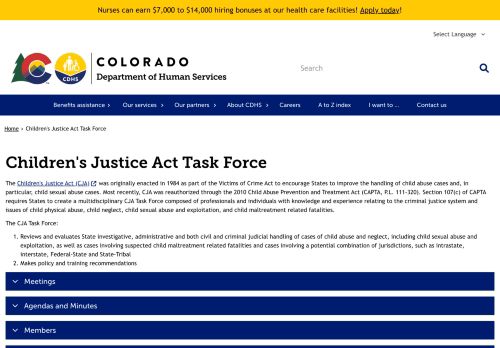 Nurses can earn $7,000 to $14,000 hiring bonuses at our health care facilities! Apply today!
Select Language
COLORADO
Department of Human Services
CDHS
Search
Benefits assistance
Our services
Our partners
About CDHS
Careers
A to Z index
I want to ...
Contact us
Home › Children's Justice Act Task Force
Children's Justice Act Task Force
The Children's Justice Act (CJA) was originally enacted in 1984 as part of the Victims of Crime Act to encourage States to improve the handling of child abuse cases and, in
particular, child sexual abuse cases. Most recently, CJA was reauthorized through the 2010 Child Abuse Prevention and Treatment Act (CAPTA, P.L. 111-320). Section 107(c) of CAPTA
requires States to create a multidisciplinary CJA Task Force composed of professionals and individuals with knowledge and experience relating to the criminal justice system and
issues of child physical abuse, child neglect, child sexual abuse and exploitation, and child maltreatment related fatalities.
The CJA Task Force:
1. Reviews and evaluates State investigative, administrative and both civil and criminal judicial handling of cases of child abuse and neglect, including child sexual abuse and
exploitation, as well as cases involving suspected child maltreatment related fatalities and cases involving a potential combination of jurisdictions, such as intrastate,
interstate, Federal-State and State-Tribal
2. Makes policy and training recommendations
Meetings
Agendas and Minutes
Members